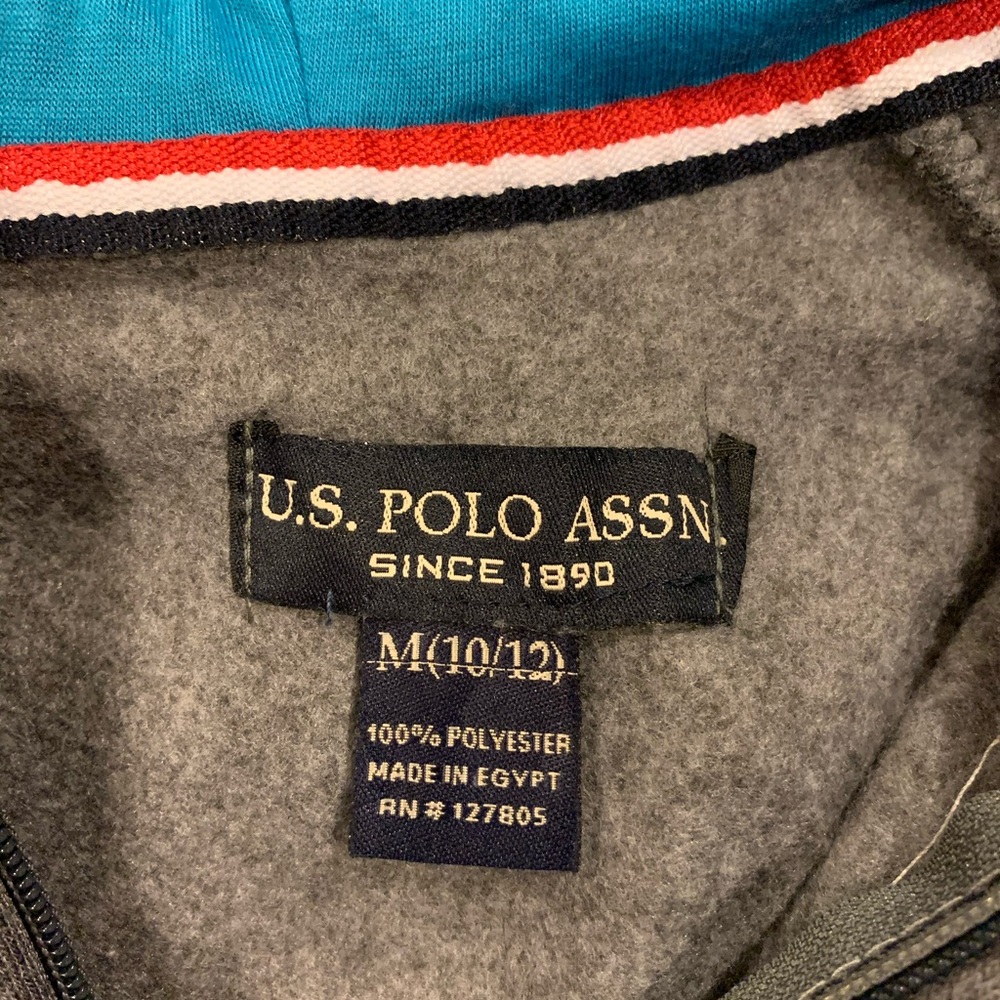 U.S. POLO ASSN.
SINCE 1890
M(10/12)
100% POLYESTER
MADE IN EGYPT
RN # 127805